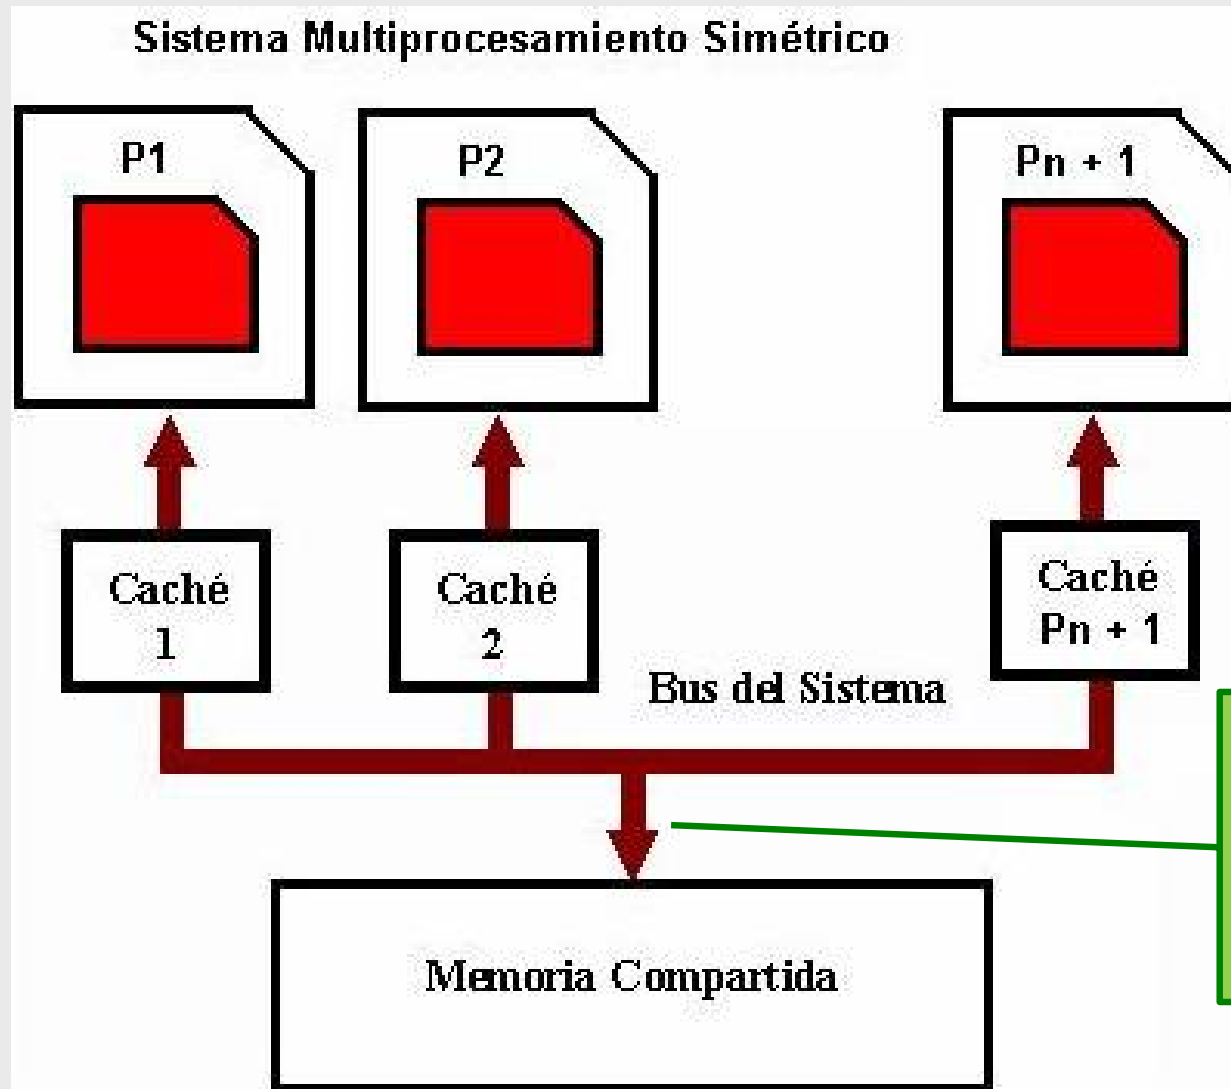 Sistema Multiprocesamiento Simétrico
P1
P2
Pn + 1
Caché
1
Caché
2
Caché
Pn + 1
Bus del Sistema
Memoria Compartida